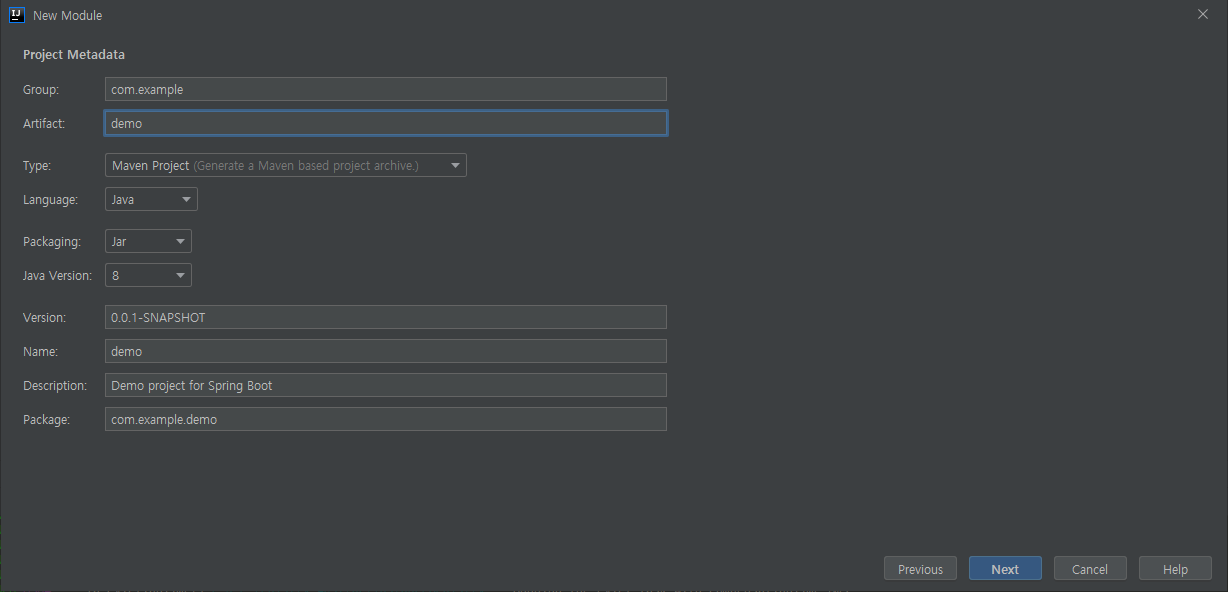 New Module
Project Metadata
Group: com.example
Artifact: demo
Type: Maven Project (Generate a Maven based project archive.)
Language: Java
Packaging: Jar
Java Version: 8
Version: 0.0.1-SNAPSHOT
Name: demo
Description: Demo project for Spring Boot
Package: com.example.demo
Previous Next Cancel Help